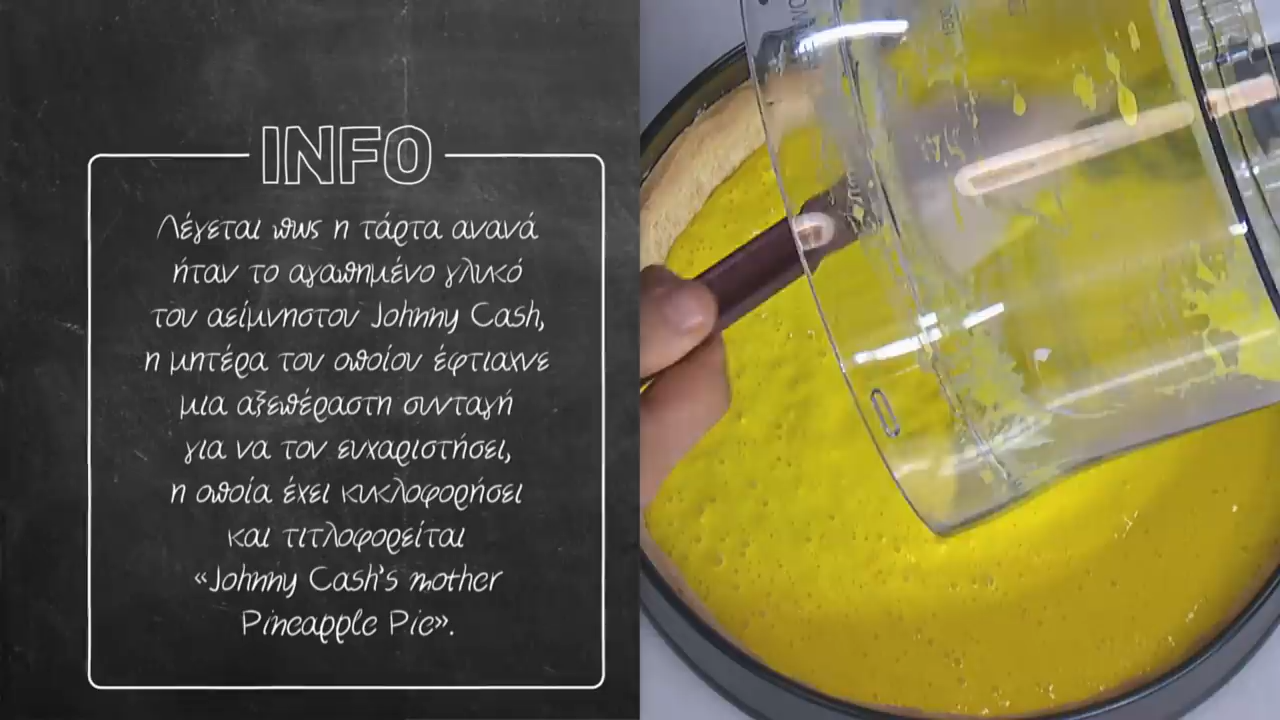 INFO
Λέγεται πως η τάρτα ανανά
ήταν το αγαπημένο γλυκό
του αείμνηστου Johnny Cash,
η μητέρα του οποίου έφτιαχνε
μια αξεπέραστη συνταγή
για να τον ευχαριστήσει,
η οποία έχει κυκλοφορήσει
και τιτλοφορείται
«Johnny Cash's mother
Pineapple Pie».